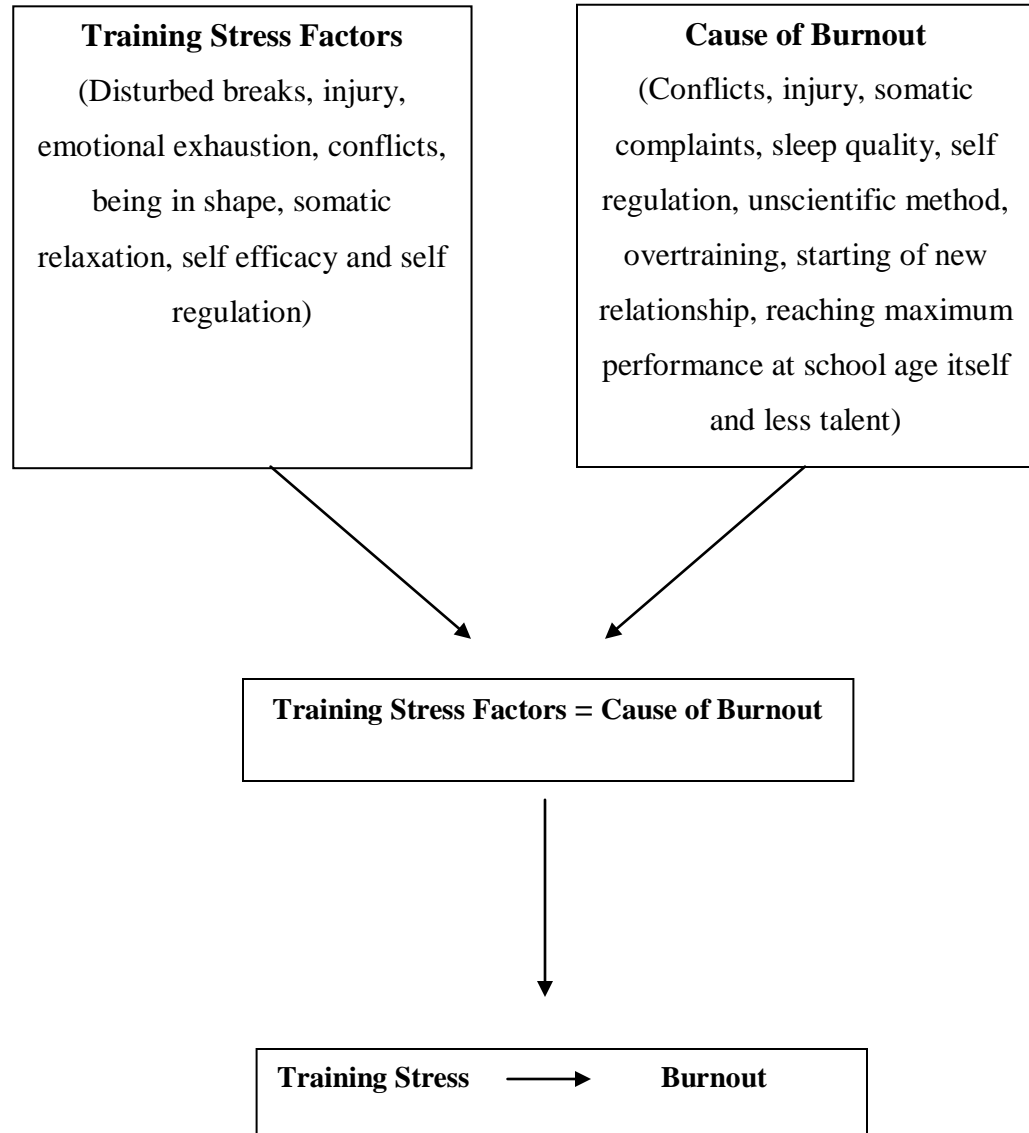 Training Stress Factors
(Disturbed breaks, injury,
emotional exhaustion, conflicts,
being in shape, somatic
relaxation, self efficacy and self
regulation)
Cause of Burnout
(Conflicts, injury, somatic
complaints, sleep quality, self
regulation, unscientific method,
overtraining, starting of new
relationship, reaching maximum
performance at school age itself
and less talent)
Training Stress Factors = Cause of Burnout
Training Stress Burnout